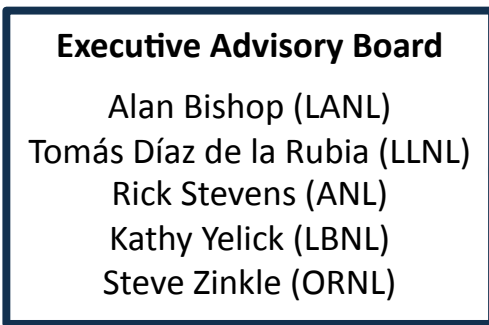 Executive Advisory Board
Alan Bishop (LANL)
Tomás Díaz de la Rubia (LLNL)
Rick Stevens (ANL)
Kathy Yelick (LBNL)
Steve Zinkle (ORNL)